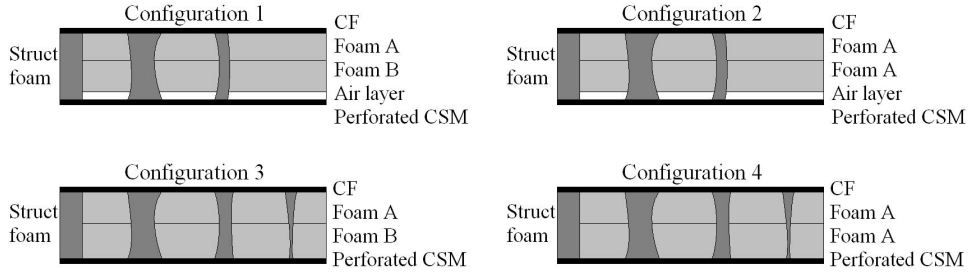 Configuration 1
Struct
foam
CF
Foam A
Foam B
Air layer
Perforated CSM
Configuration 2
Struct
foam
CF
Foam A
Foam A
Air layer
Perforated CSM
Configuration 3
Struct
foam
CF
Foam A
Foam B
Perforated CSM
Configuration 4
Struct
foam
CF
Foam A
Foam A
Perforated CSM